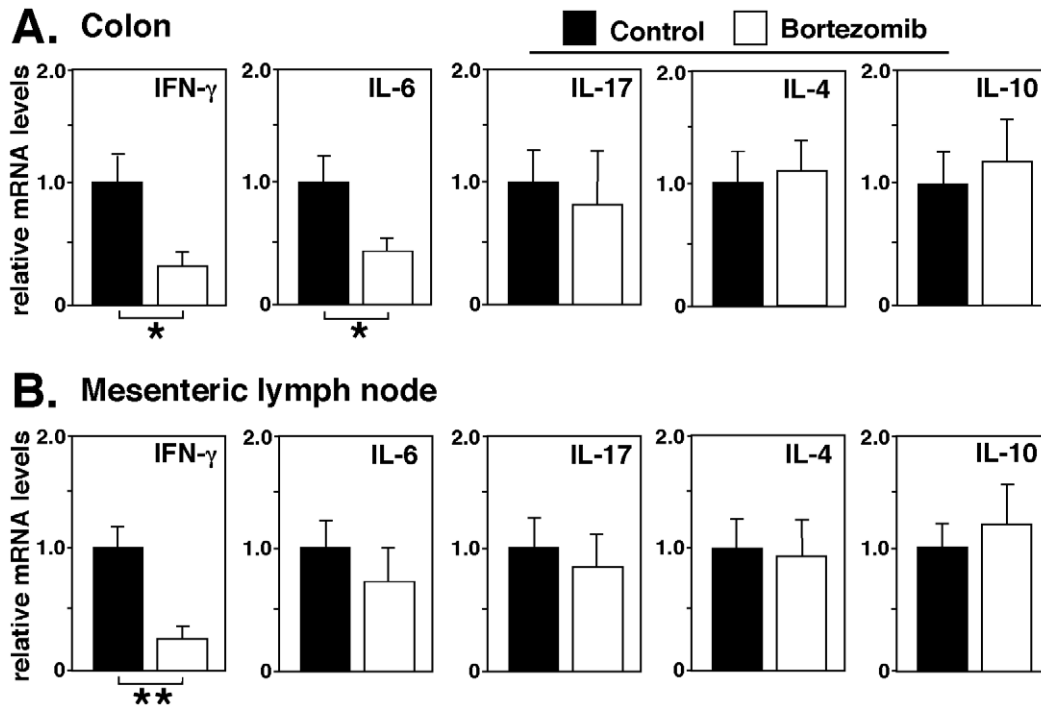 A. Colon
Control Bortezomib
relative mRNA levels
2.0 IFN-γ 1.0 0
2.0 IL-6 1.0 0
2.0 IL-17 1.0 0
2.0 IL-4 1.0 0
2.0 IL-10 1.0 0
* *
B. Mesenteric lymph node
relative mRNA levels
2.0 IFN-γ 1.0 0
2.0 IL-6 1.0 0
2.0 IL-17 1.0 0
2.0 IL-4 1.0 0
2.0 IL-10 1.0 0
**